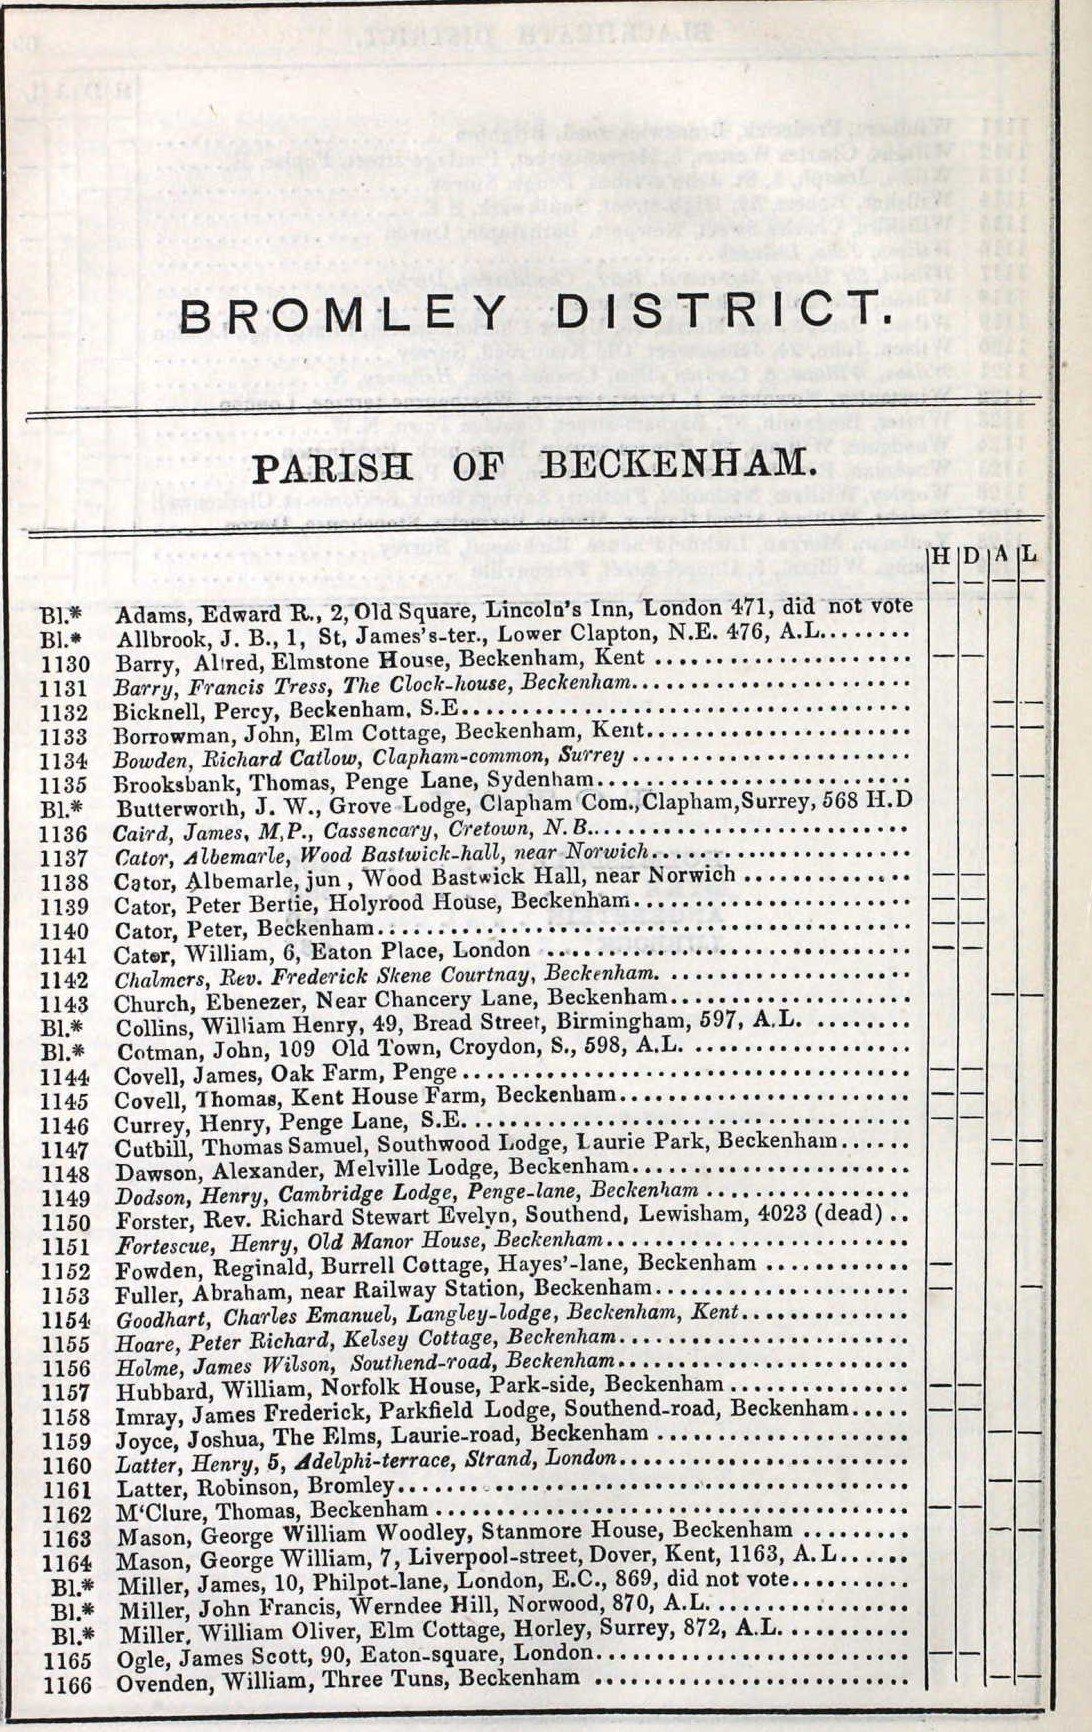 BROMLEY DISTRICT.
PARISH OF BECKENHAM.
H D A L
Bl.* Adams, Edward R., 2, Old Square, Lincoln's Inn, London 471, did not vote
Bl.* Allbrook, J. B., 1, St, James's-ter., Lower Clapton, N.E. 476, A.L........
1130 Barry, Alfred, Elmstone House, Beckenham, Kent .................... — —
1131 Barry, Francis Tress, The Clock-house, Beckenham......................
1132 Bicknell, Percy, Beckenham, S.E...................................... — —
1133 Borrowman, John, Elm Cottage, Beckenham, Kent..................... — —
1134 Bowden, Richard Catlow, Clapham-common, Surrey ......................
1135 Brooksbank, Thomas, Penge Lane, Sydenham......................... — —
Bl.* Butterworth, J. W., Grove Lodge, Clapham Com., Clapham, Surrey, 568 H.D
1136 Caird, James, M.P., Cassencary, Cretown, N.B..........................
1137 Cator, Albemarle, Wood Bastwick-hall, near Norwich....................
1138 Cator, Albemarle, jun , Wood Bastwick Hall, near Norwich ............. — —
1139 Cator, Peter Bertie, Holyrood House, Beckenham...................... — —
1140 Cator, Peter, Beckenham............................................. — —
1141 Cator, William, 6, Eaton Place, London .............................. — —
1142 Chalmers, Rev. Frederick Skene Courtnay, Beckenham. ..................
1143 Church, Ebenezer, Near Chancery Lane, Beckenham.................... — —
Bl.* Collins, William Henry, 49, Bread Street, Birmingham, 597, A.L. ........
Bl.* Cotman, John, 109 Old Town, Croydon, S., 598, A.L. ..................
1144 Covell, James, Oak Farm, Penge ..................................... — —
1145 Covell, Thomas, Kent House Farm, Beckenham........................ — —
1146 Currey, Henry, Penge Lane, S.E...................................... — —
1147 Cutbill, Thomas Samuel, Southwood Lodge, Laurie Park, Beckenham...... — —
1148 Dawson, Alexander, Melville Lodge, Beckenham...................... — —
1149 Dodson, Henry, Cambridge Lodge, Penge-lane, Beckenham .................
1150 Forster, Rev. Richard Stewart Evelyn, Southend, Lewisham, 4023 (dead) ..
1151 Fortescue, Henry, Old Manor House, Beckenham.........................
1152 Fowden, Reginald, Burrell Cottage, Hayes'-lane, Beckenham ............ —
1153 Fuller, Abraham, near Railway Station, Beckenham..................... — —
1154 Goodhart, Charles Emanuel, Langley-lodge, Beckenham, Kent..............
1155 Hoare, Peter Richard, Kelsey Cottage, Beckenham........................
1156 Holme, James Wilson, Southend-road, Beckenham........................
1157 Hubbard, William, Norfolk House, Park-side, Beckenham ............... — —
1158 Imray, James Frederick, Parkfield Lodge, Southend-road, Beckenham..... — —
1159 Joyce, Joshua, The Elms, Laurie-road, Beckenham .................... — —
1160 Latter, Henry, 5, Adelphi-terrace, Strand, London........................
1161 Latter, Robinson, Bromley.......................................... — —
1162 M'Clure, Thomas, Beckenham ...................................... — —
1163 Mason, George William Woodley, Stanmore House, Beckenham ......... — —
1164 Mason, George William, 7, Liverpool-street, Dover, Kent, 1163, A.L......
Bl.* Miller, James, 10, Philpot-lane, London, E.C., 869, did not vote..........
Bl.* Miller, John Francis, Werndee Hill, Norwood, 870, A.L..................
Bl.* Miller, William Oliver, Elm Cottage, Horley, Surrey, 872, A.L...........
1165 Ogle, James Scott, 90, Eaton-square, London.......................... — —
1166 Ovenden, William, Three Tuns, Beckenham .......................... — —